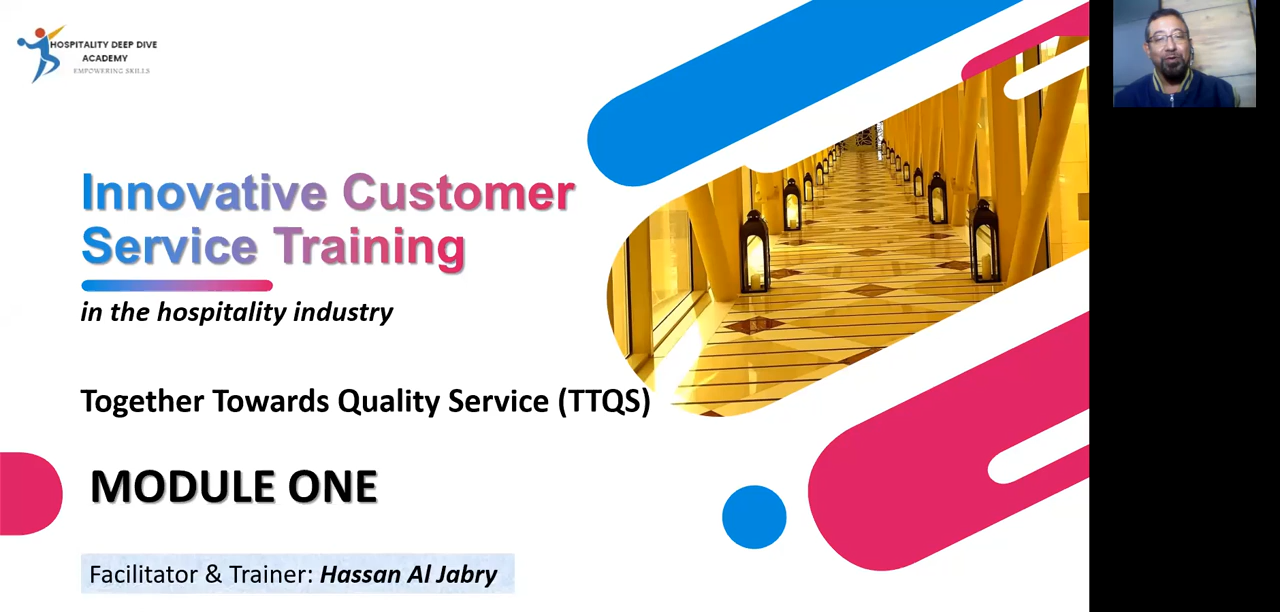 HOSPITALITY DEEP DIVE
ACADEMY
EMPOWERING SKILLS
Innovative Customer
Service Training
in the hospitality industry
Together Towards Quality Service (TTQS)
MODULE ONE
Facilitator & Trainer: Hassan Al Jabry